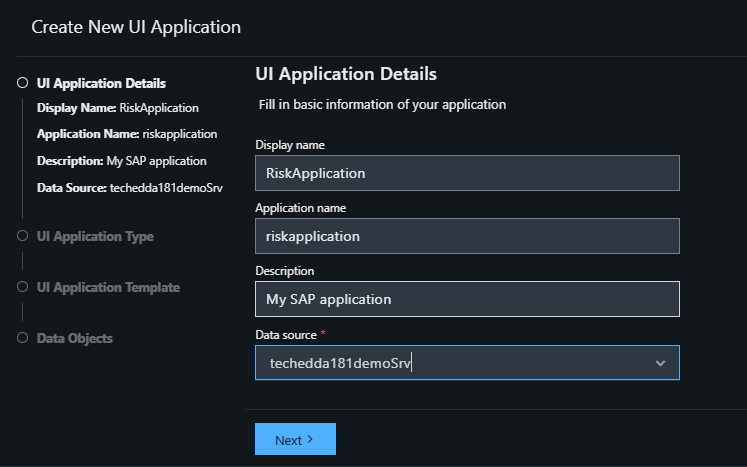 Create New UI Application
UI Application Details
Display Name: RiskApplication
Application Name: riskapplication
Description: My SAP application
Data Source: techedda181demoSrv
UI Application Type
UI Application Template
Data Objects
UI Application Details
Fill in basic information of your application
Display name
RiskApplication
Application name
riskapplication
Description
My SAP application
Data source *
techedda181demoSrv
Next >